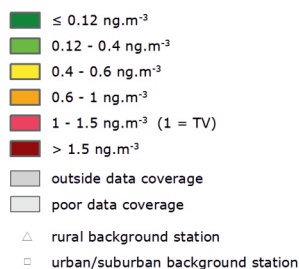 ≤ 0.12 ng.m⁻³
0.12 - 0.4 ng.m⁻³
0.4 - 0.6 ng.m⁻³
0.6 - 1 ng.m⁻³
1 - 1.5 ng.m⁻³ (1 = TV)
> 1.5 ng.m⁻³
outside data coverage
poor data coverage
rural background station
urban/suburban background station